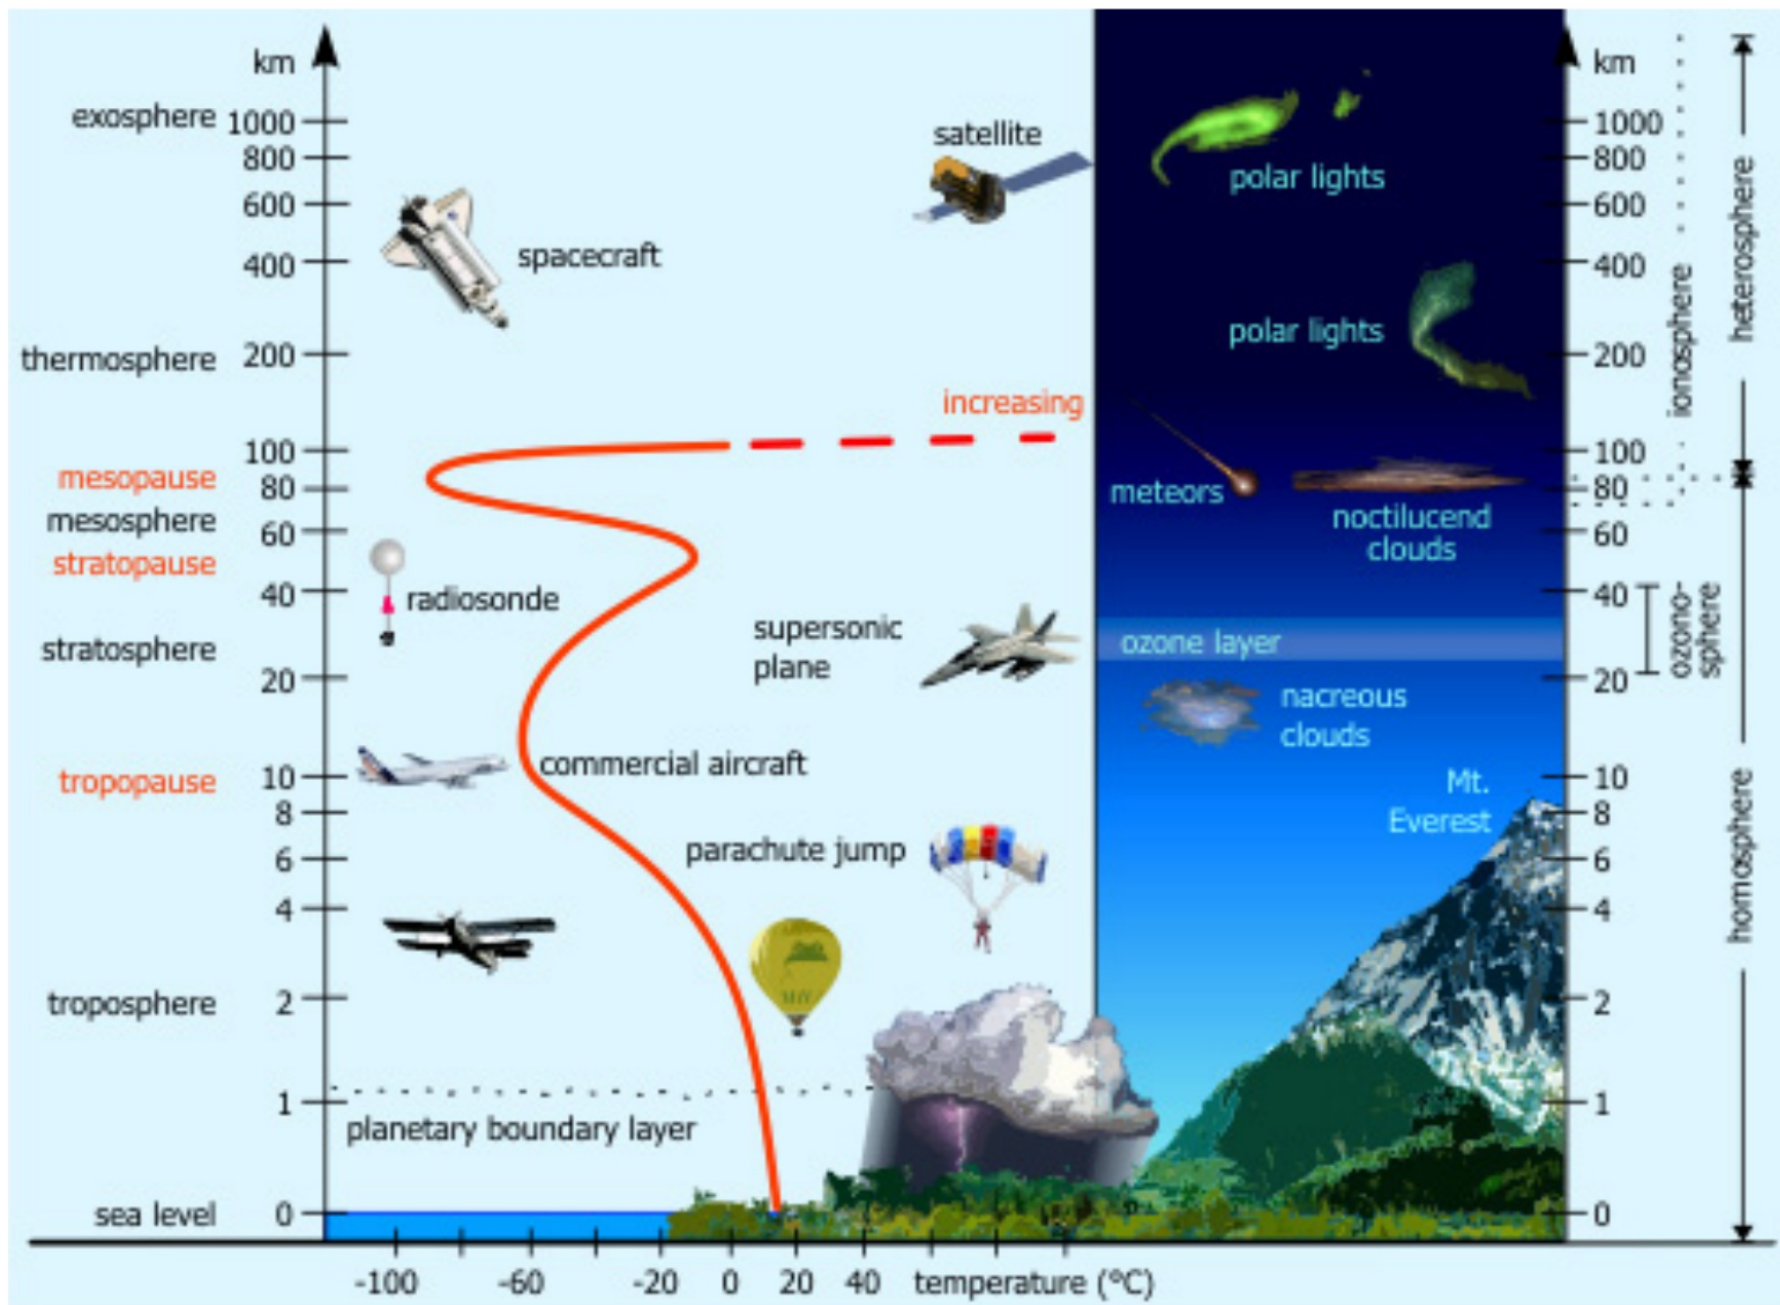 km
exosphere
1000
800
600
400
thermosphere
200
100
mesopause
80
mesosphere
60
stratopause
40
stratosphere
20
tropopause
10
8
6
4
troposphere
2
1
sea level
0
satellite
spacecraft
increasing
radiosonde
supersonic
plane
commercial aircraft
parachute jump
planetary boundary layer
-100
-60
-20
0
20
40
temperature (°C)
polar lights
polar lights
meteors
noctilucend
clouds
ozone layer
nacreous
clouds
Mt.
Everest
km
1000
800
600
400
200
100
80
60
40
20
10
8
6
4
2
1
0
ionosphere
ozono-
sphere
heterosphere
homosphere